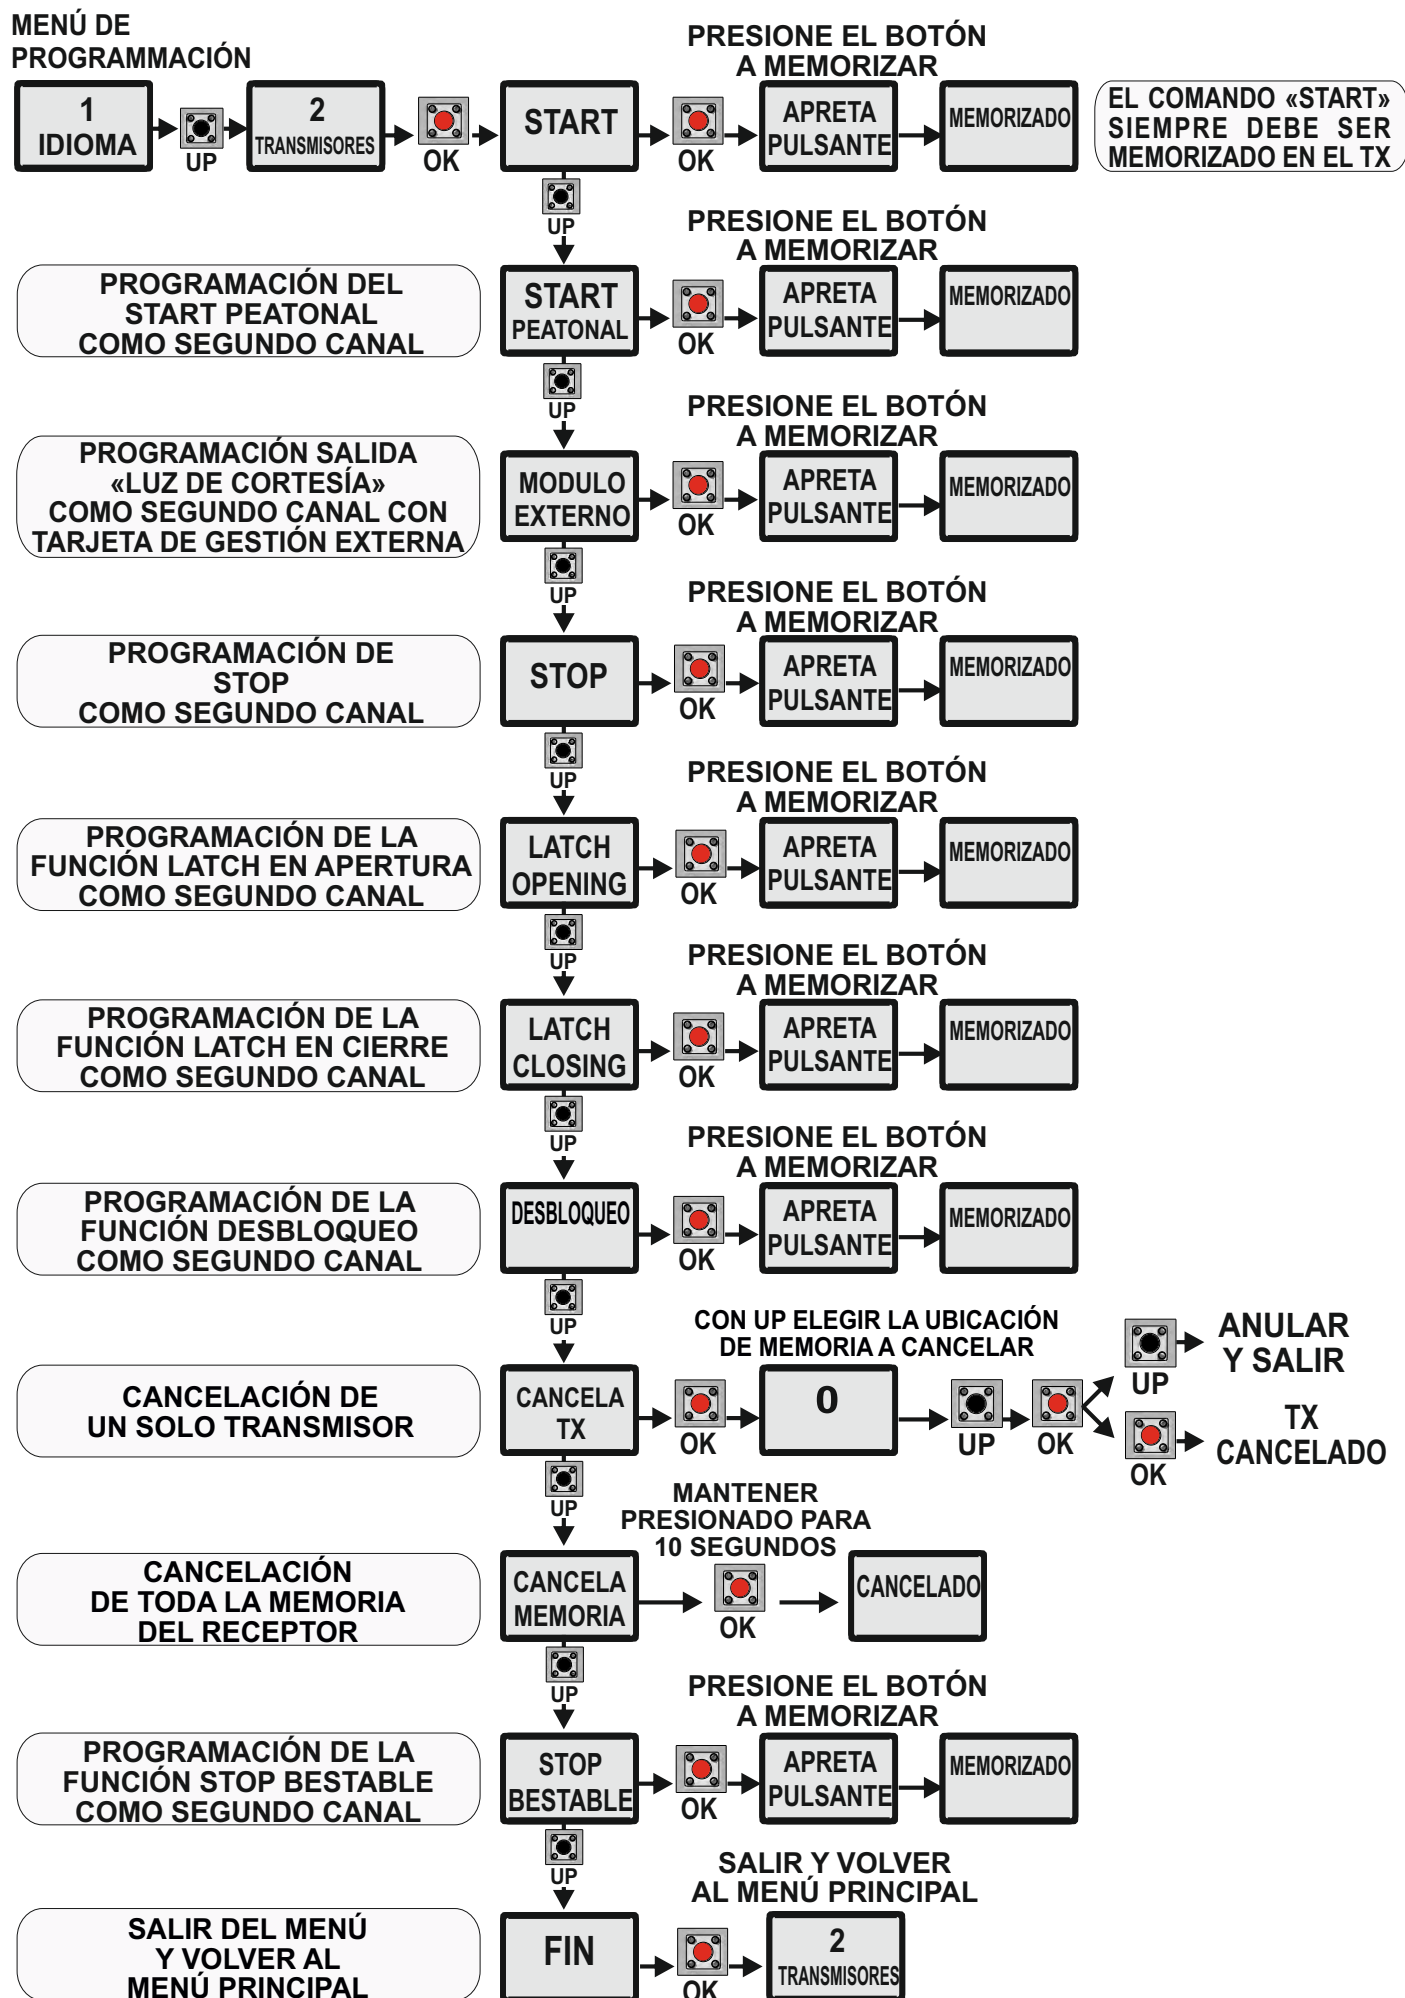 MENÚ DE
PROGRAMMACIÓN
1
IDIOMA
UP
2
TRANSMISORES
OK
START
OK
PRESIONE EL BOTÓN
A MEMORIZAR
APRETA
PULSANTE
MEMORIZADO
EL COMANDO «START»
SIEMPRE DEBE SER
MEMORIZADO EN EL TX
UP
PROGRAMACIÓN DEL
START PEATONAL
COMO SEGUNDO CANAL
START
PEATONAL
OK
PRESIONE EL BOTÓN
A MEMORIZAR
APRETA
PULSANTE
MEMORIZADO
UP
PROGRAMACIÓN SALIDA
«LUZ DE CORTESÍA»
COMO SEGUNDO CANAL CON
TARJETA DE GESTIÓN EXTERNA
MODULO
EXTERNO
OK
PRESIONE EL BOTÓN
A MEMORIZAR
APRETA
PULSANTE
MEMORIZADO
UP
PROGRAMACIÓN DE
STOP
COMO SEGUNDO CANAL
STOP
OK
PRESIONE EL BOTÓN
A MEMORIZAR
APRETA
PULSANTE
MEMORIZADO
UP
PROGRAMACIÓN DE LA
FUNCIÓN LATCH EN APERTURA
COMO SEGUNDO CANAL
LATCH
OPENING
OK
PRESIONE EL BOTÓN
A MEMORIZAR
APRETA
PULSANTE
MEMORIZADO
UP
PROGRAMACIÓN DE LA
FUNCIÓN LATCH EN CIERRE
COMO SEGUNDO CANAL
LATCH
CLOSING
OK
PRESIONE EL BOTÓN
A MEMORIZAR
APRETA
PULSANTE
MEMORIZADO
UP
PROGRAMACIÓN DE LA
FUNCIÓN DESBLOQUEO
COMO SEGUNDO CANAL
DESBLOQUEO
OK
PRESIONE EL BOTÓN
A MEMORIZAR
APRETA
PULSANTE
MEMORIZADO
UP
CANCELACIÓN DE
UN SOLO TRANSMISOR
CANCELA
TX
OK
CON UP ELEGIR LA UBICACIÓN
DE MEMORIA A CANCELAR
0
UP
OK
UP
ANULAR
Y SALIR
OK
TX
CANCELADO
UP
CANCELACIÓN
DE TODA LA MEMORIA
DEL RECEPTOR
CANCELA
MEMORIA
MANTENER
PRESIONADO PARA
10 SEGUNDOS
OK
CANCELADO
UP
PROGRAMACIÓN DE LA
FUNCIÓN STOP BESTABLE
COMO SEGUNDO CANAL
STOP
BESTABLE
OK
PRESIONE EL BOTÓN
A MEMORIZAR
APRETA
PULSANTE
MEMORIZADO
UP
SALIR DEL MENÚ
Y VOLVER AL
MENÚ PRINCIPAL
FIN
OK
SALIR Y VOLVER
AL MENÚ PRINCIPAL
2
TRANSMISORES